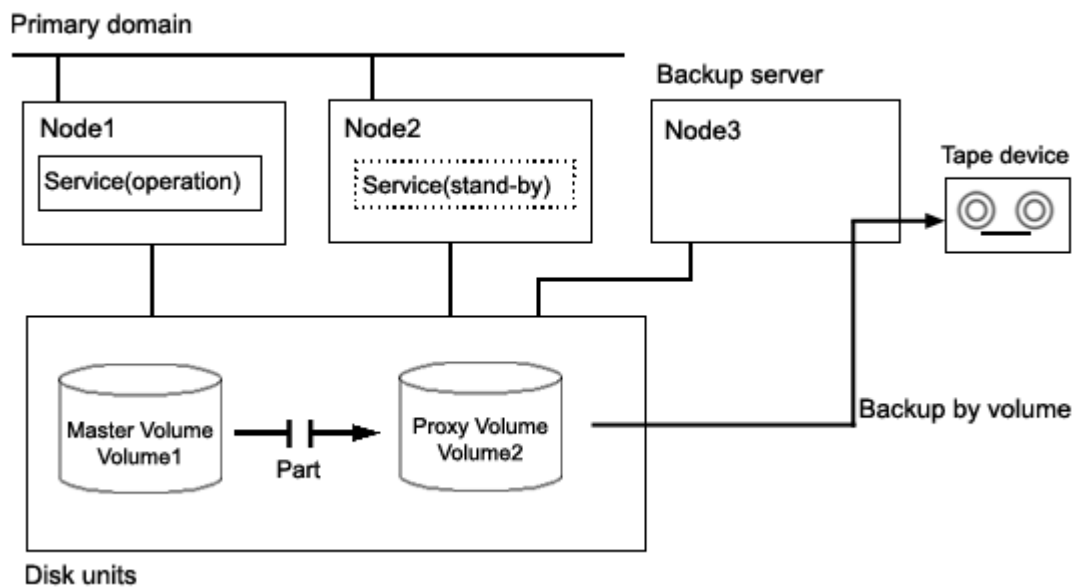 Primary domain
Backup server
Node1
Node2
Node3
Tape device
Service(operation)
Service(stand-by)
Master Volume
Volume1
Part
Proxy Volume
Volume2
Backup by volume
Disk units